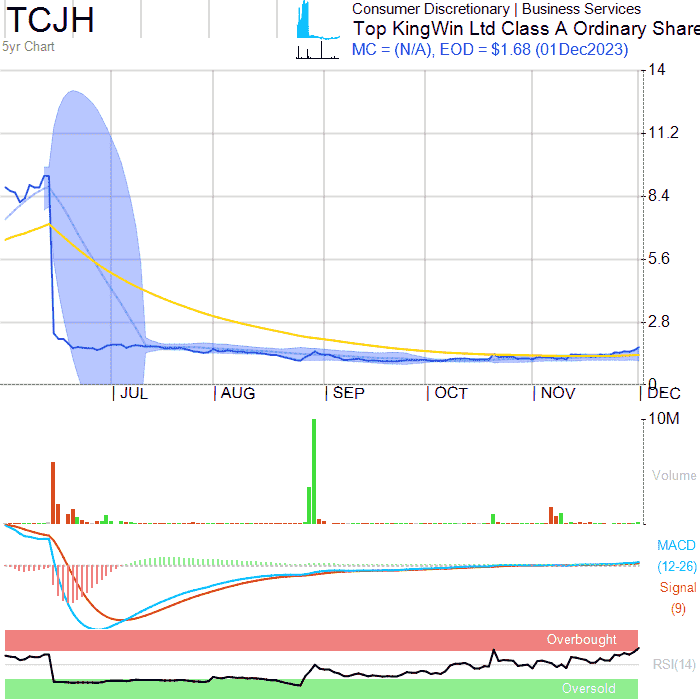 TCJH
5yr Chart
Consumer Discretionary | Business Services
Top KingWin Ltd Class A Ordinary Share
MC = (N/A), EOD = $1.68 (01Dec2023)
14
11.2
8.4
5.6
2.8
0
JUL AUG SEP OCT NOV DEC
10M
Volume
MACD
(12-26)
Signal
(9)
Overbought
RSI(14)
Oversold